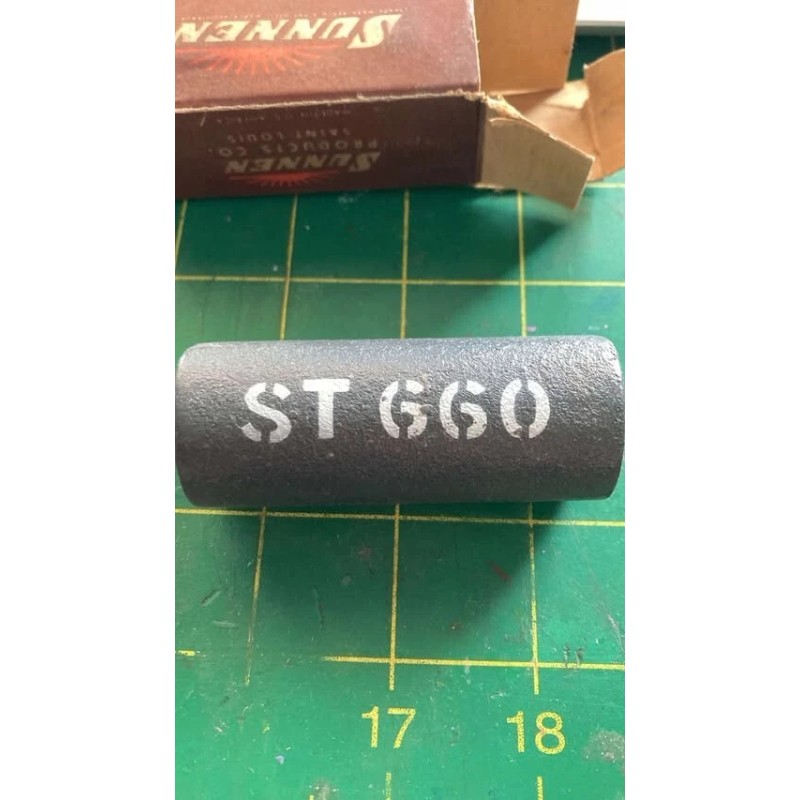 SUNNEN
SUNNEN
PRODUCTS CO.
SAINT LOUIS
ST 660
17 18